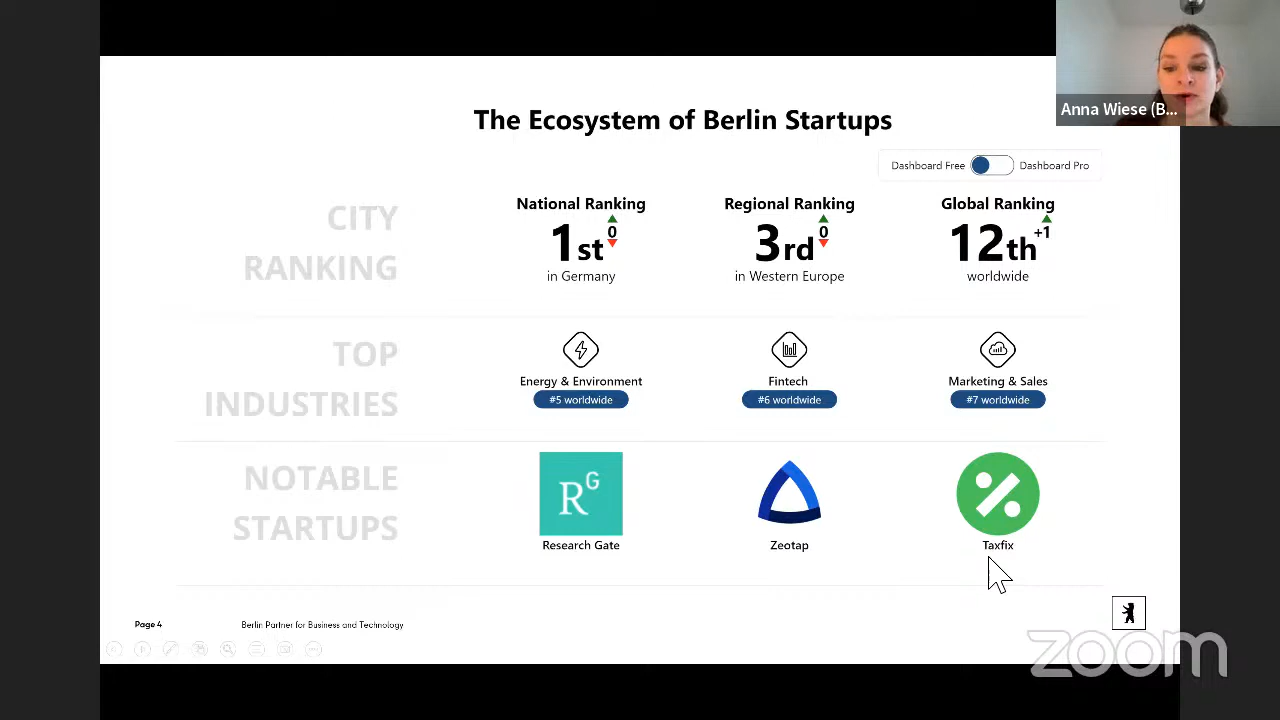 Anna Wiese (B...
The Ecosystem of Berlin Startups
Dashboard Free Dashboard Pro
CITY
RANKING
National Ranking
1st 0
in Germany
Regional Ranking
3rd 0
in Western Europe
Global Ranking
12th +1
worldwide
TOP
INDUSTRIES
Energy & Environment
#5 worldwide
Fintech
#6 worldwide
Marketing & Sales
#7 worldwide
NOTABLE
STARTUPS
RG
Research Gate
Zeotap
Taxfix
Page 4
Berlin Partner for Business and Technology
zoom